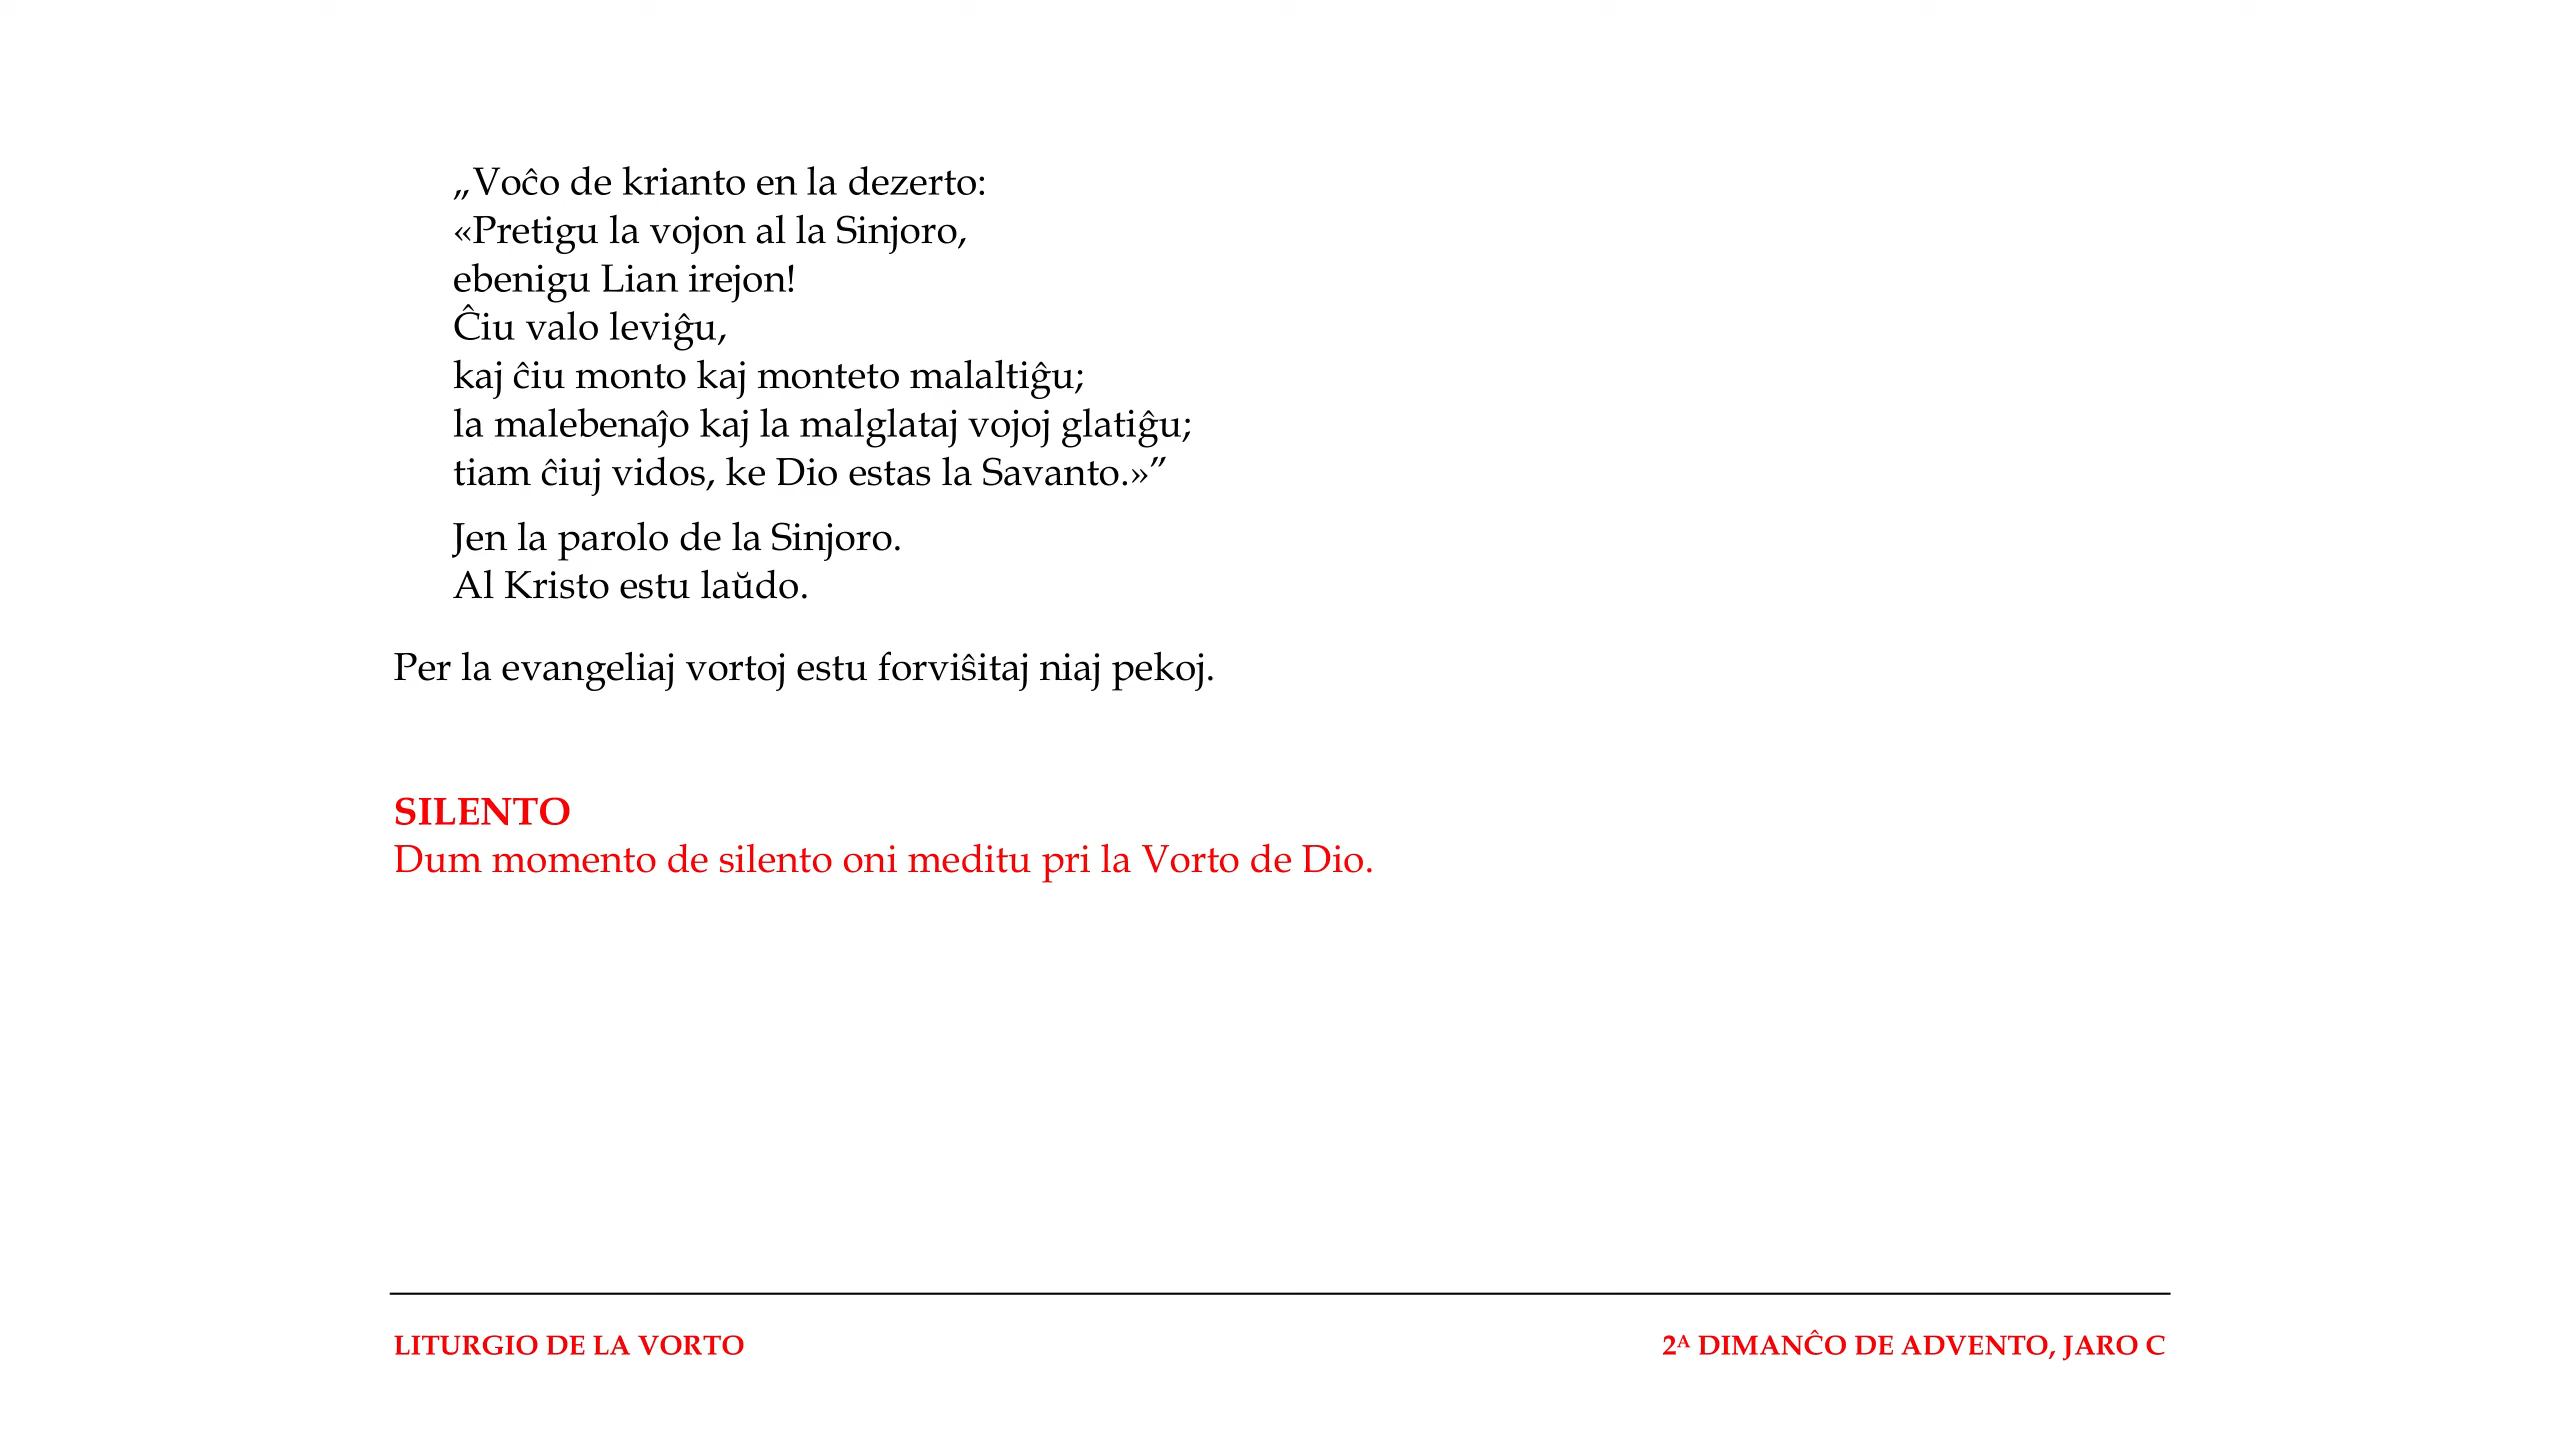 „Voĉo de krianto en la dezerto:
«Pretigu la vojon al la Sinjoro,
ebenigu Lian irejon!
Ĉiu valo leviĝu,
kaj ĉiu monto kaj monteto malaltiĝu;
la malebenaĵo kaj la malglataj vojoj glatiĝu;
tiam ĉiuj vidos, ke Dio estas la Savanto.»”
Jen la parolo de la Sinjoro.
Al Kristo estu laŭdo.
Per la evangeliaj vortoj estu forviŝitaj niaj pekoj.
SILENTO
Dum momento de silento oni meditu pri la Vorto de Dio.
LITURGIO DE LA VORTO
2ᴬ DIMANĈO DE ADVENTO, JARO C